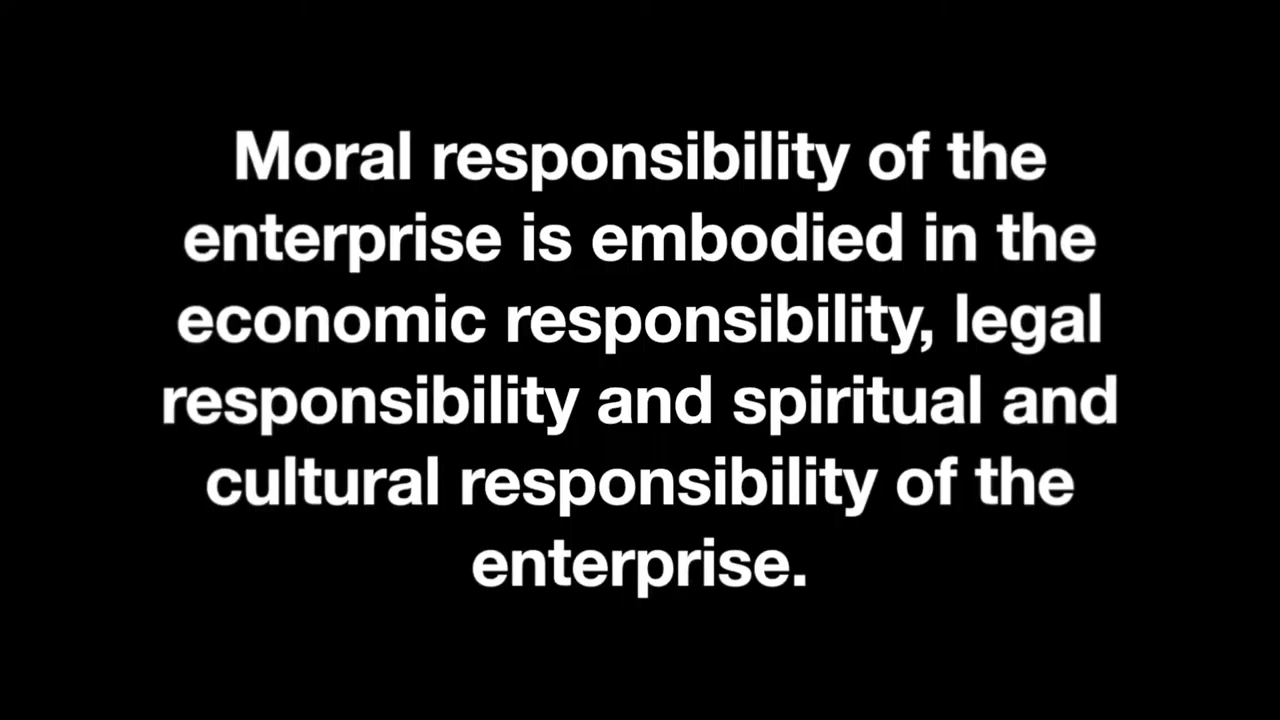 Moral responsibility of the
enterprise is embodied in the
economic responsibility, legal
responsibility and spiritual and
cultural responsibility of the
enterprise.